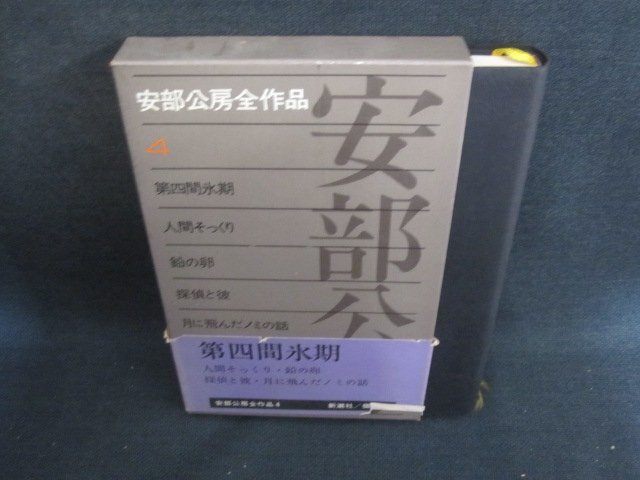 安部公房全作品
4
第四間氷期
人間そっくり
鉛の卵
探偵と彼
月に飛んだノミの話
安部公
第四間氷期
人間そっくり・鉛の卵
探偵と彼・月に飛んだノミの話
安部公房全作品4
新潮社/